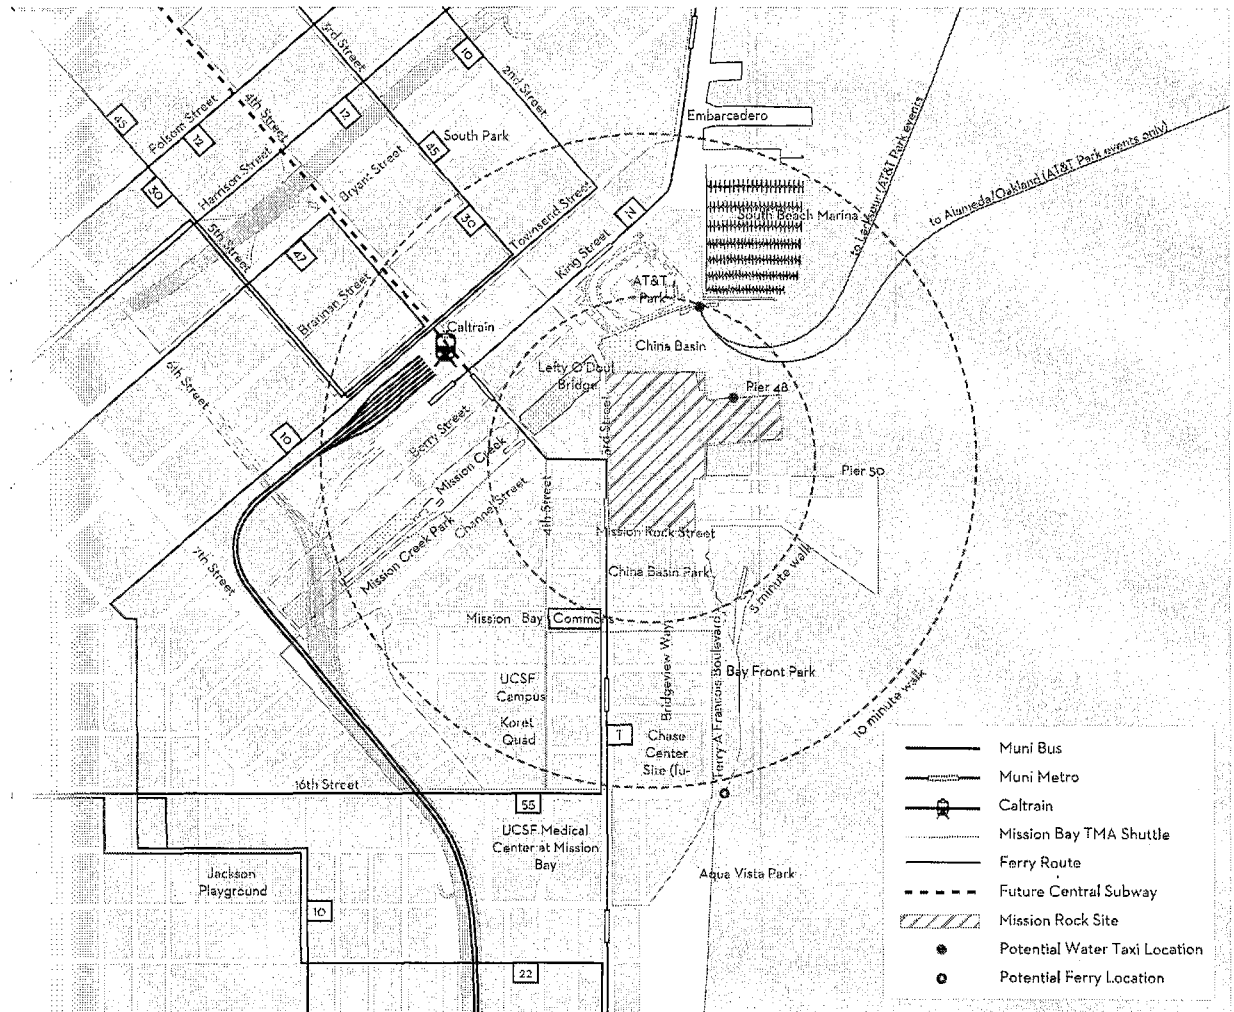 3rd Street
10
2nd Street
4th Street
12
Embarcadero
45
Folsom Street
12
South Park
45
Harrison Street
Bryant Street
30
30
N
5th Street
Townsend Street
King Street
South Beach Marina
to Alameda/Oakland (AT&T Park events only)
47
AT&T
Park
Brannan Street
Caltrain
China Basin
Lefty O'Doul
Bridge
Pier 48
6th Street
10
Berry Street
Mission Creek
Channel Street
Mission Creek Park
4th Street
Pier 50
Mission Rock Street
7th Street
China Basin Park
5 minute walk
Mission Bay Commons
Bridgeview Way
Terry A Francois Boulevard
Bay Front Park
UCSF
Campus
Koret
Quad
T
Chase
Center
Site (fu-
10 minute walk
16th Street
55
UCSF Medical
Center at Mission
Bay
Jackson
Playground
Aqua Vista Park
10
22
Muni Bus
Muni Metro
Caltrain
Mission Bay TMA Shuttle
Ferry Route
Future Central Subway
Mission Rock Site
Potential Water Taxi Location
Potential Ferry Location